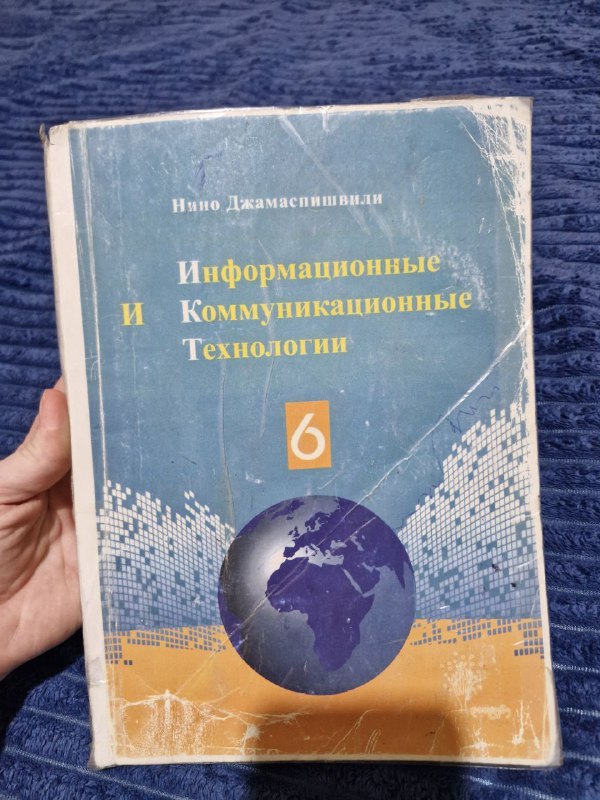 Нино Джамаспишвили
Информационные
И Коммуникационные
Технологии
6